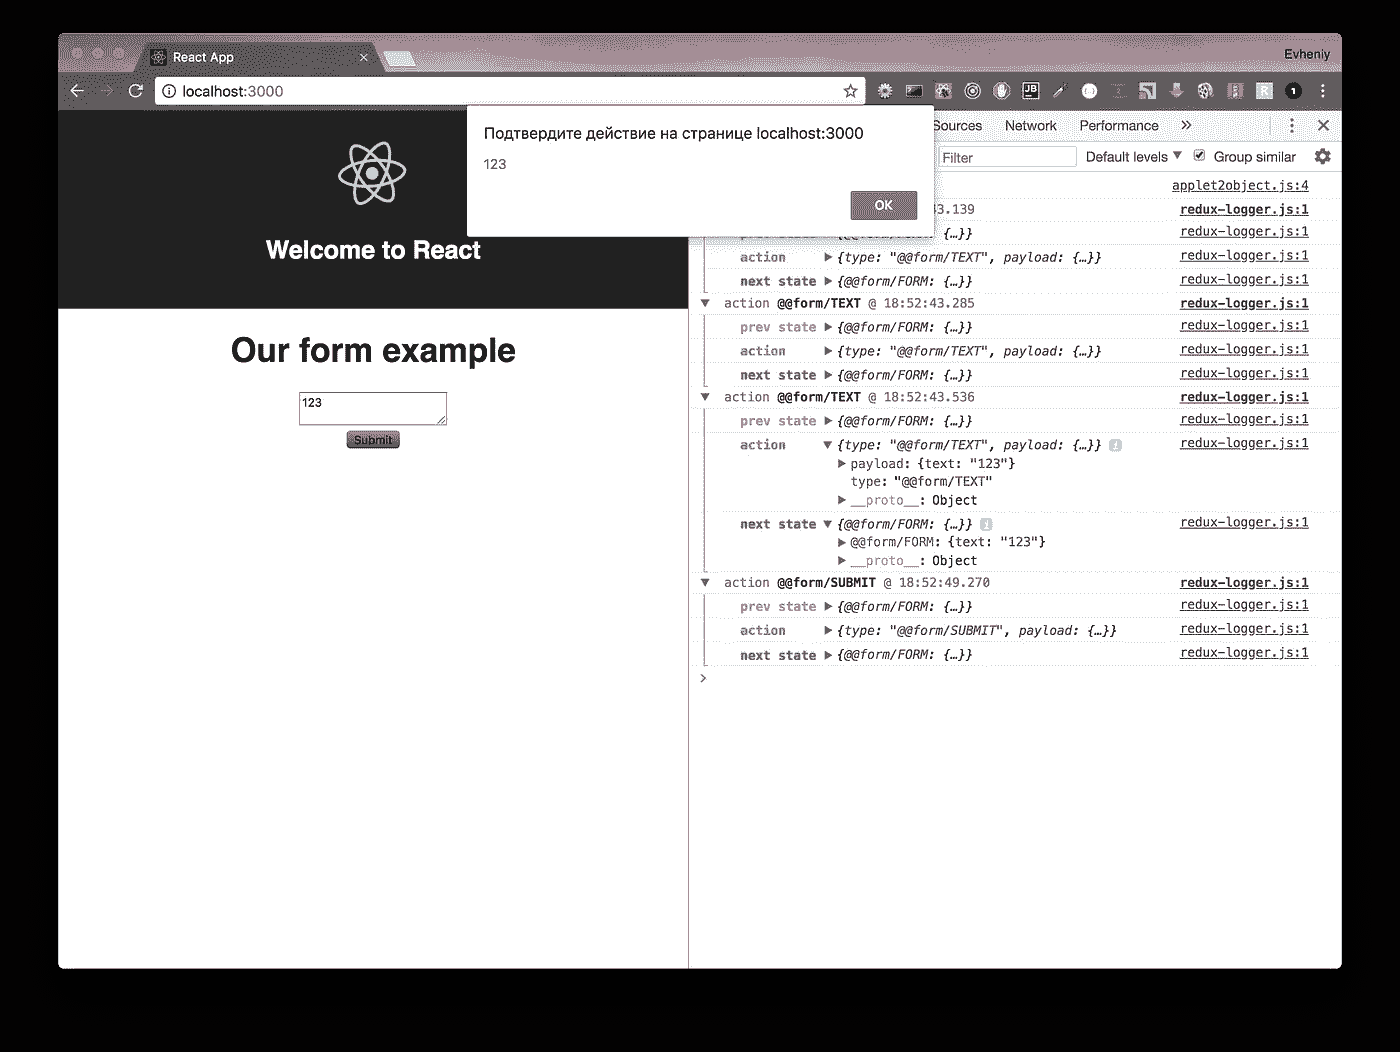 React App
Evheniy
localhost:3000
JB
R
1
Подтвердите действие на странице localhost:3000
123
OK
Sources Network Performance
Filter Default levels Group similar
Welcome to React
Our form example
123
Submit
applet2object.js:4
43.139 redux-logger.js:1
{@@form/FORM: {…}} redux-logger.js:1
action {type: "@@form/TEXT", payload: {…}} redux-logger.js:1
next state {@@form/FORM: {…}} redux-logger.js:1
action @@form/TEXT @ 18:52:43.285 redux-logger.js:1
prev state {@@form/FORM: {…}} redux-logger.js:1
action {type: "@@form/TEXT", payload: {…}} redux-logger.js:1
next state {@@form/FORM: {…}} redux-logger.js:1
action @@form/TEXT @ 18:52:43.536 redux-logger.js:1
prev state {@@form/FORM: {…}} redux-logger.js:1
action {type: "@@form/TEXT", payload: {…}} i redux-logger.js:1
payload: {text: "123"}
type: "@@form/TEXT"
__proto__: Object
next state {@@form/FORM: {…}} i redux-logger.js:1
@@form/FORM: {text: "123"}
__proto__: Object
action @@form/SUBMIT @ 18:52:49.270 redux-logger.js:1
prev state {@@form/FORM: {…}} redux-logger.js:1
action {type: "@@form/SUBMIT", payload: {…}} redux-logger.js:1
next state {@@form/FORM: {…}} redux-logger.js:1